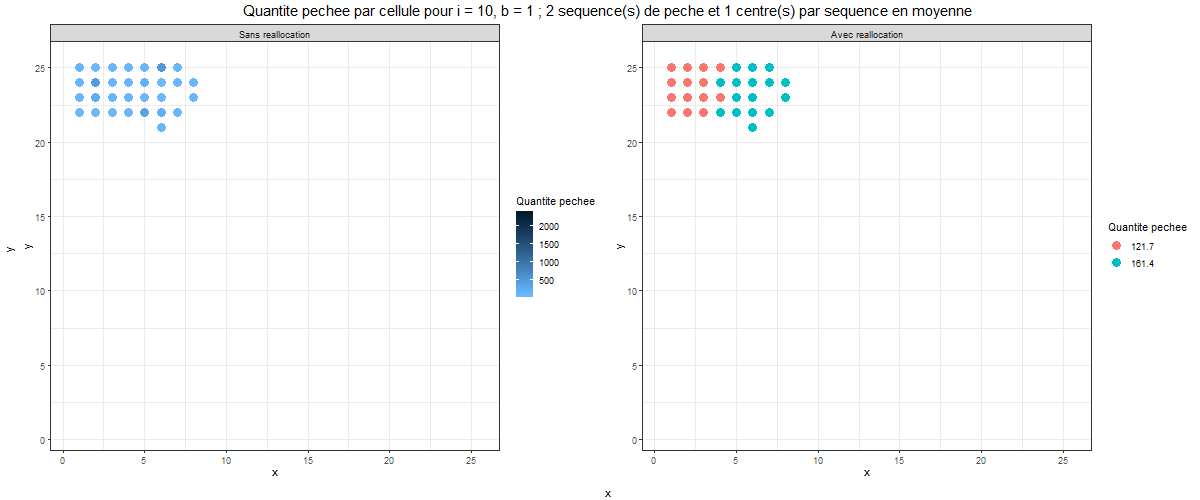 Quantite pechee par cellule pour i = 10, b = 1 ; 2 sequence(s) de peche et 1 centre(s) par sequence en moyenne
Sans reallocation
25
20
15
10
5
0
y
y
0 5 10 15 20 25
x
Quantite pechee
2000
1500
1000
500
Avec reallocation
25
20
15
10
5
0
y
0 5 10 15 20 25
x
Quantite pechee
121.7
161.4
x